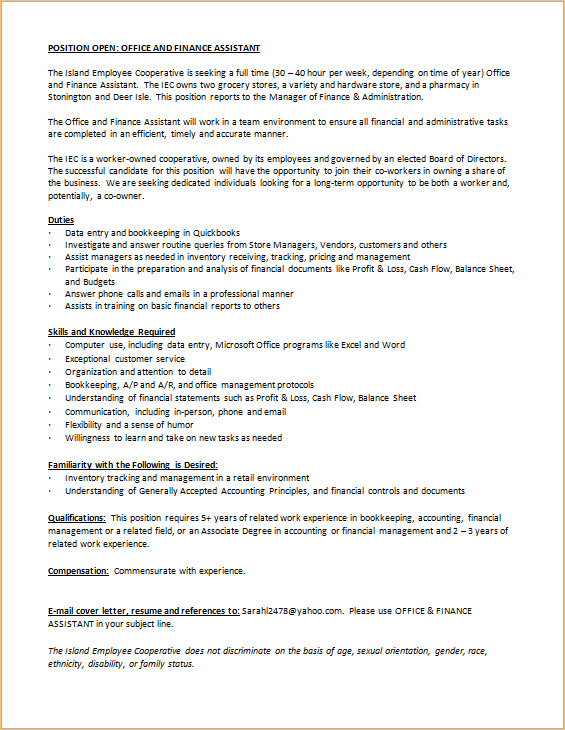 POSITION OPEN: OFFICE AND FINANCE ASSISTANT
The Island Employee Cooperative is seeking a full time (30 – 40 hour per week, depending on time of year) Office
and Finance Assistant. The IEC owns two grocery stores, a variety and hardware store, and a pharmacy in
Stonington and Deer Isle. This position reports to the Manager of Finance & Administration.
The Office and Finance Assistant will work in a team environment to ensure all financial and administrative tasks
are completed in an efficient, timely and accurate manner.
The IEC is a worker-owned cooperative, owned by its employees and governed by an elected Board of Directors.
The successful candidate for this position will have the opportunity to join their co-workers in owning a share of
the business. We are seeking dedicated individuals looking for a long-term opportunity to be both a worker and,
potentially, a co-owner.
Duties
· Data entry and bookkeeping in Quickbooks
· Investigate and answer routine queries from Store Managers, Vendors, customers and others
· Assist managers as needed in inventory receiving, tracking, pricing and management
· Participate in the preparation and analysis of financial documents like Profit & Loss, Cash Flow, Balance Sheet,
and Budgets
· Answer phone calls and emails in a professional manner
· Assists in training on basic financial reports to others
Skills and Knowledge Required
· Computer use, including data entry, Microsoft Office programs like Excel and Word
· Exceptional customer service
· Organization and attention to detail
· Bookkeeping, A/P and A/R, and office management protocols
· Understanding of financial statements such as Profit & Loss, Cash Flow, Balance Sheet
· Communication, including in-person, phone and email
· Flexibility and a sense of humor
· Willingness to learn and take on new tasks as needed
Familiarity with the Following is Desired:
· Inventory tracking and management in a retail environment
· Understanding of Generally Accepted Accounting Principles, and financial controls and documents
Qualifications: This position requires 5+ years of related work experience in bookkeeping, accounting, financial
management or a related field, or an Associate Degree in accounting or financial management and 2 – 3 years of
related work experience.
Compensation: Commensurate with experience.
E-mail cover letter, resume and references to: Sarahl2478@yahoo.com. Please use OFFICE & FINANCE
ASSISTANT in your subject line.
The Island Employee Cooperative does not discriminate on the basis of age, sexual orientation, gender, race,
ethnicity, disability, or family status.